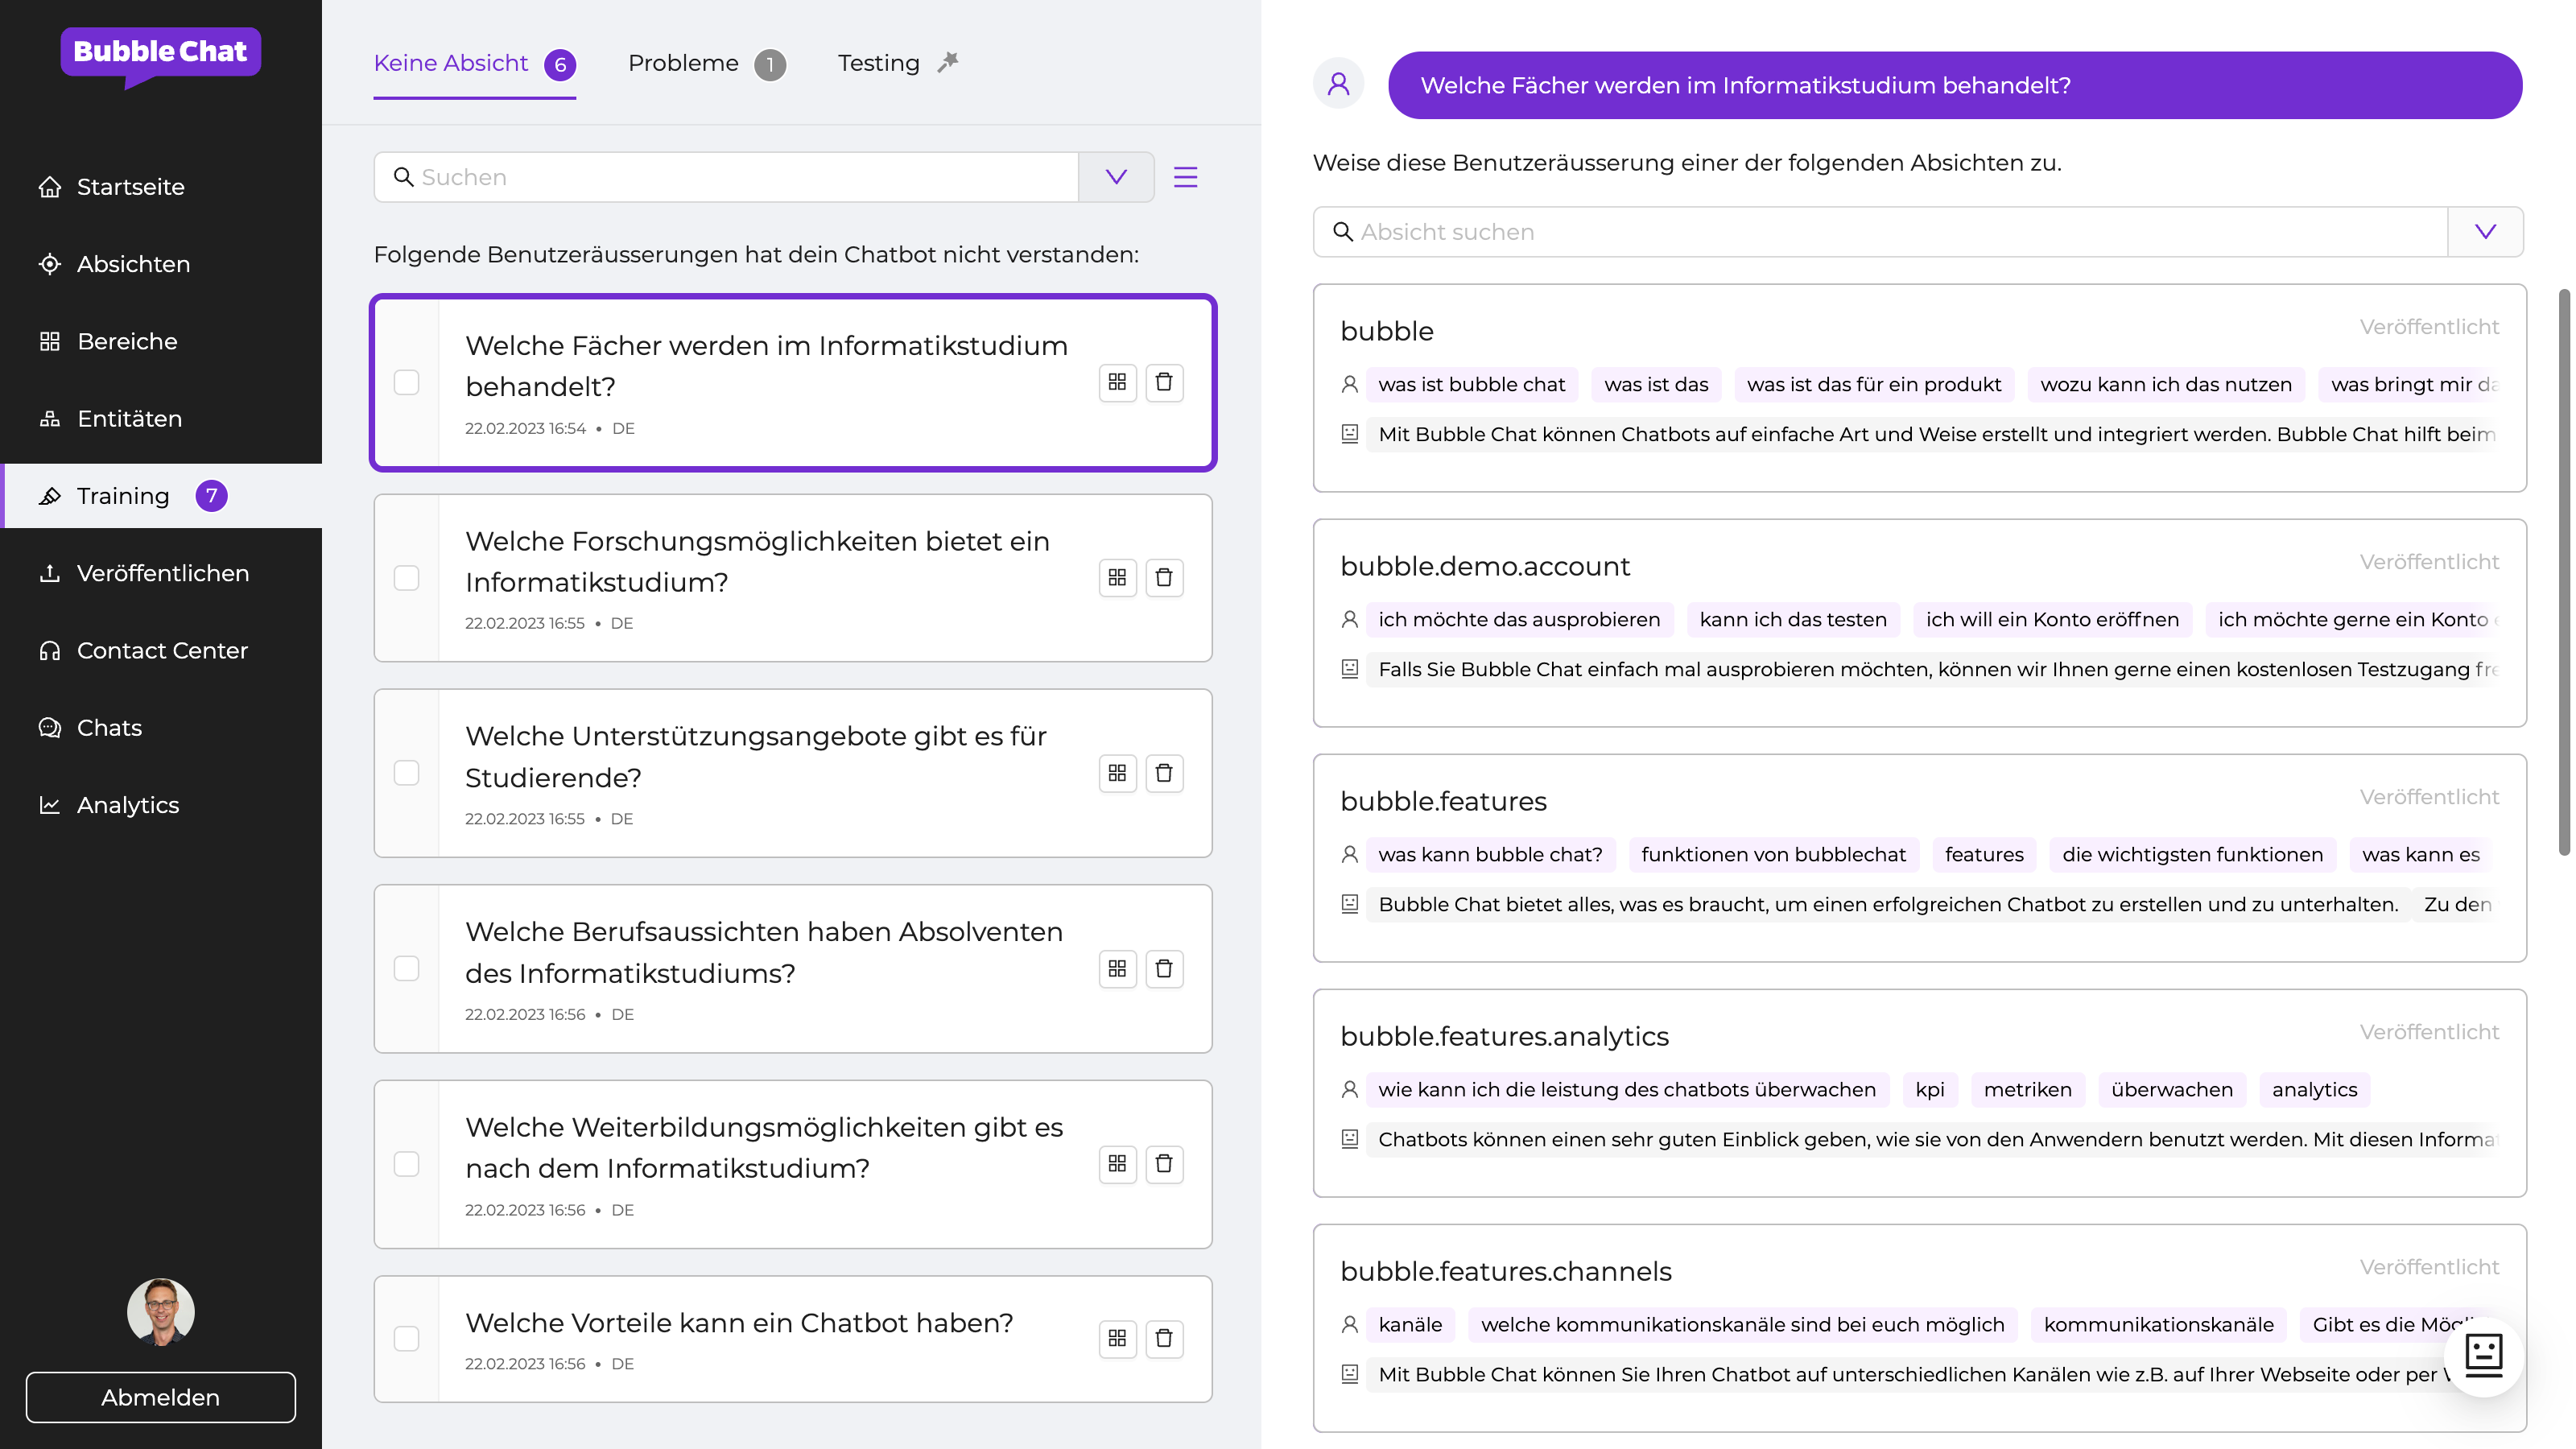 Bubble Chat
Startseite
Absichten
Bereiche
Entitäten
Training 7
Veröffentlichen
Contact Center
Chats
Analytics
Abmelden
Keine Absicht 6 Probleme 1 Testing
Suchen
Folgende Benutzeräusserungen hat dein Chatbot nicht verstanden:
Welche Fächer werden im Informatikstudium
behandelt?
22.02.2023 16:54 • DE
Welche Forschungsmöglichkeiten bietet ein
Informatikstudium?
22.02.2023 16:55 • DE
Welche Unterstützungsangebote gibt es für
Studierende?
22.02.2023 16:55 • DE
Welche Berufsaussichten haben Absolventen
des Informatikstudiums?
22.02.2023 16:56 • DE
Welche Weiterbildungsmöglichkeiten gibt es
nach dem Informatikstudium?
22.02.2023 16:56 • DE
Welche Vorteile kann ein Chatbot haben?
22.02.2023 16:56 • DE
Welche Fächer werden im Informatikstudium behandelt?
Weise diese Benutzeräusserung einer der folgenden Absichten zu.
Absicht suchen
bubble Veröffentlicht
was ist bubble chat was ist das was ist das für ein produkt wozu kann ich das nutzen was bringt mir
Mit Bubble Chat können Chatbots auf einfache Art und Weise erstellt und integriert werden. Bubble Chat hilft beim
bubble.demo.account Veröffentlicht
ich möchte das ausprobieren kann ich das testen ich will ein Konto eröffnen ich möchte gerne ein Konto
Falls Sie Bubble Chat einfach mal ausprobieren möchten, können wir Ihnen gerne einen kostenlosen Testzugang
bubble.features Veröffentlicht
was kann bubble chat? funktionen von bubblechat features die wichtigsten funktionen was kann es
Bubble Chat bietet alles, was es braucht, um einen erfolgreichen Chatbot zu erstellen und zu unterhalten. Zu den
bubble.features.analytics Veröffentlicht
wie kann ich die leistung des chatbots überwachen kpi metriken überwachen analytics
Chatbots können einen sehr guten Einblick geben, wie sie von den Anwendern benutzt werden. Mit diesen
bubble.features.channels Veröffentlicht
kanäle welche kommunikationskanäle sind bei euch möglich kommunikationskanäle Gibt es die
Mit Bubble Chat können Sie Ihren Chatbot auf unterschiedlichen Kanälen wie z.B. auf Ihrer Webseite oder per